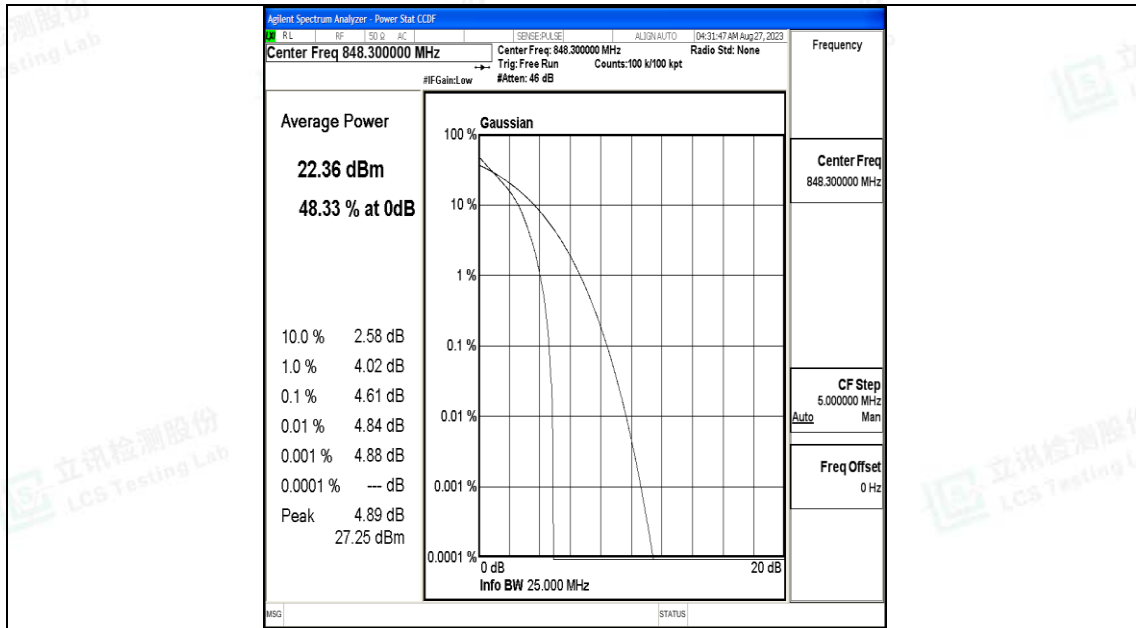 Agilent Spectrum Analyzer - Power Stat CCDF
RL RF 50 Ω AC SENSE:PULSE ALIGNAUTO 04:31:47 AM Aug 27, 2023
Center Freq 848.300000 MHz
Center Freq: 848.300000 MHz Radio Std: None
Trig: Free Run Counts:100 k/100 kpt
#IFGain:Low #Atten: 46 dB
Frequency
Average Power
22.36 dBm
48.33 % at 0dB
10.0 % 2.58 dB
1.0 % 4.02 dB
0.1 % 4.61 dB
0.01 % 4.84 dB
0.001 % 4.88 dB
0.0001 % --- dB
Peak 4.89 dB
27.25 dBm
Gaussian
100 %
10 %
1 %
0.1 %
0.01 %
0.001 %
0.0001 %
0 dB 20 dB
Info BW 25.000 MHz
Center Freq
848.300000 MHz
CF Step
5.000000 MHz
Auto Man
Freq Offset
0 Hz
MSG STATUS
立讯检测股份
LCS Testing Lab
立讯检测股份